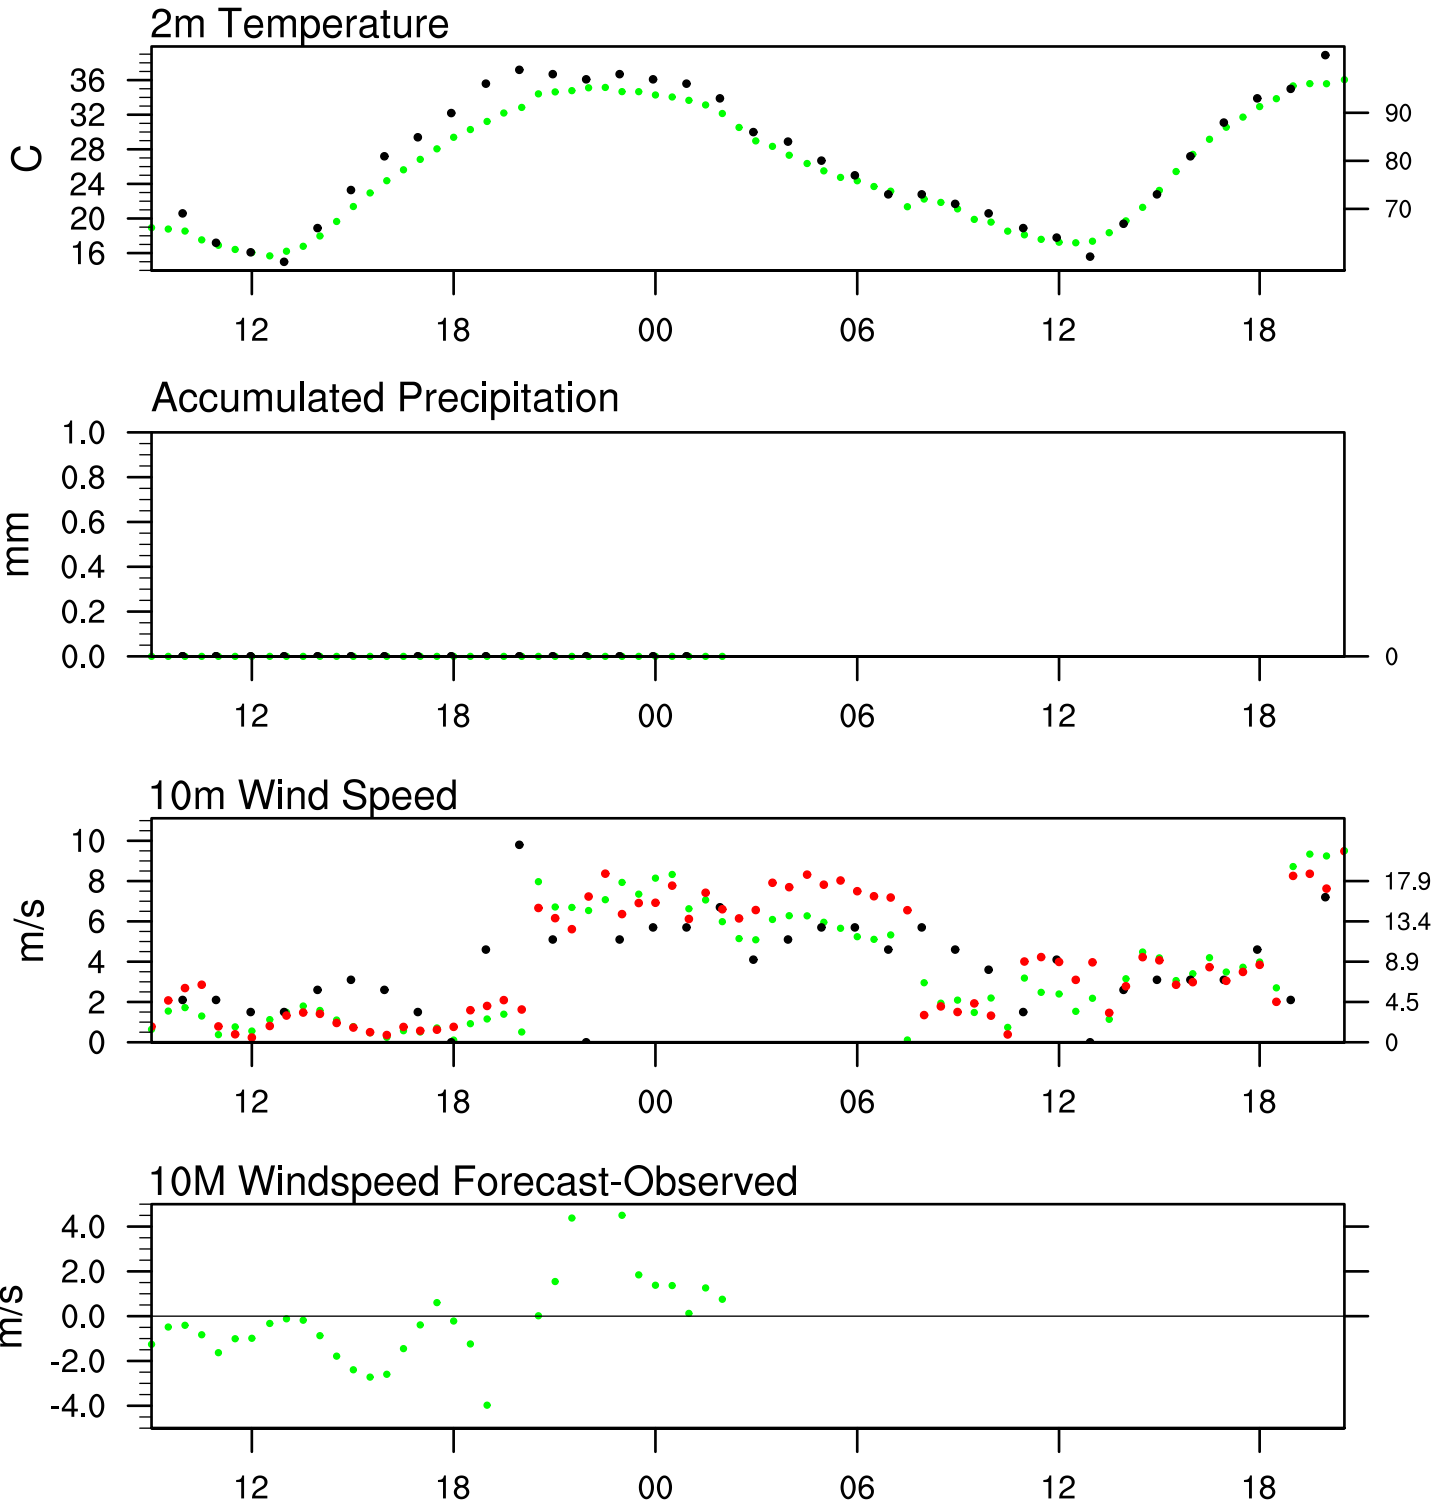 2m Temperature
36
32
28
24
20
16
C
90
80
70
12 18 00 06 12 18
Accumulated Precipitation
1.0
0.8
0.6
0.4
0.2
0.0
mm
0
12 18 00 06 12 18
10m Wind Speed
10
8
6
4
2
0
m/s
17.9
13.4
8.9
4.5
0
12 18 00 06 12 18
10M Windspeed Forecast-Observed
4.0
2.0
0.0
-2.0
-4.0
m/s
12 18 00 06 12 18